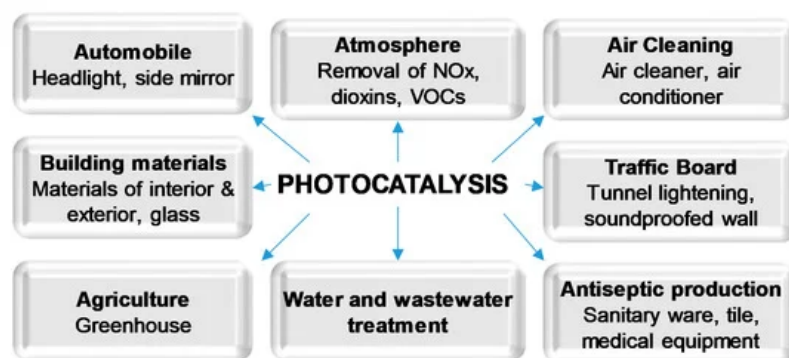 Automobile
Headlight, side mirror
Atmosphere
Removal of NOx,
dioxins, VOCs
Air Cleaning
Air cleaner, air
conditioner
Building materials
Materials of interior &
exterior, glass
PHOTOCATALYSIS
Traffic Board
Tunnel lightening,
soundproofed wall
Agriculture
Greenhouse
Water and wastewater
treatment
Antiseptic production
Sanitary ware, tile,
medical equipment